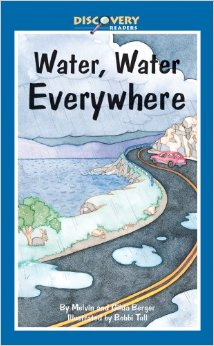 DISCOVERY
READERS
Water, Water
Everywhere
By Melvin and Gilda Berger
Illustrated by Bobbi Tull